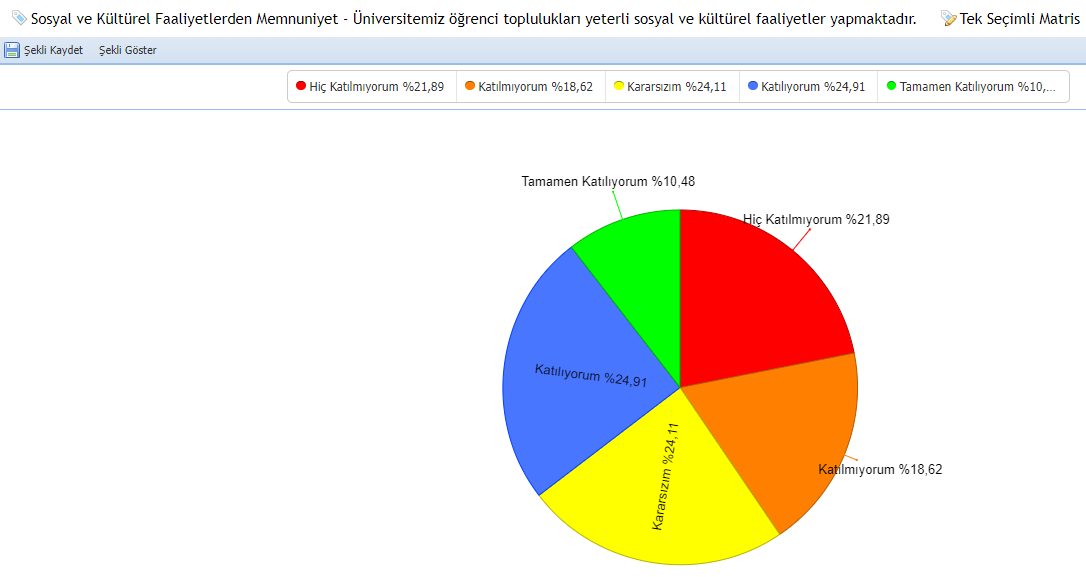 Sosyal ve Kültürel Faaliyetlerden Memnuniyet - Üniversitemiz öğrenci toplulukları yeterli sosyal ve kültürel faaliyetler yapmaktadır. Tek Seçimli Matris
Şekli Kaydet Şekli Göster
Hiç Katılmıyorum %21,89 Katılmıyorum %18,62 Kararsızım %24,11 Katılıyorum %24,91 Tamamen Katılıyorum %10,...
Tamamen Katılıyorum %10,48
Hiç Katılmıyorum %21,89
Katılıyorum %24,91
Kararsızım %24,11
Katılmıyorum %18,62